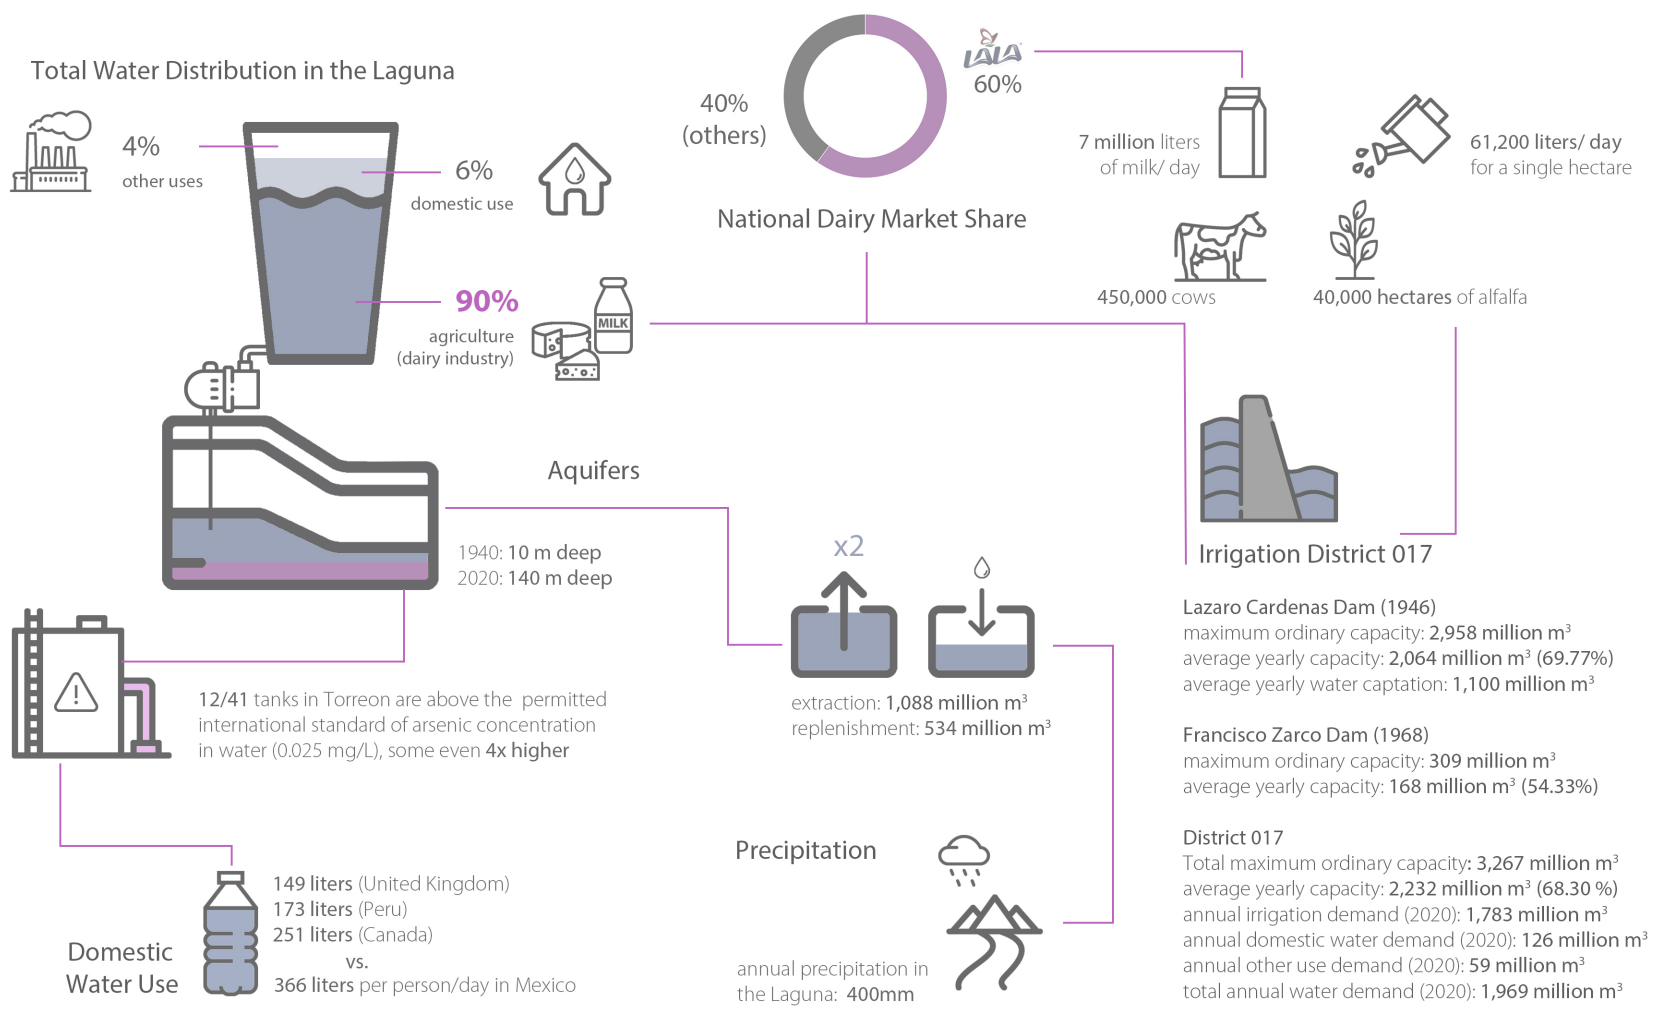 Total Water Distribution in the Laguna
4%
other uses
6%
domestic use
90%
agriculture
(dairy industry)
MILK
40%
(others)
LALA
60%
National Dairy Market Share
7 million liters
of milk/ day
61,200 liters/ day
for a single hectare
450,000 cows
40,000 hectares of alfalfa
Aquifers
1940: 10 m deep
2020: 140 m deep
x2
extraction: 1,088 million m³
replenishment: 534 million m³
12/41 tanks in Torreon are above the permitted
international standard of arsenic concentration
in water (0.025 mg/L), some even 4x higher
Domestic
Water Use
149 liters (United Kingdom)
173 liters (Peru)
251 liters (Canada)
vs.
366 liters per person/day in Mexico
Precipitation
annual precipitation in
the Laguna: 400mm
Irrigation District 017
Lazaro Cardenas Dam (1946)
maximum ordinary capacity: 2,958 million m³
average yearly capacity: 2,064 million m³ (69.77%)
average yearly water captation: 1,100 million m³
Francisco Zarco Dam (1968)
maximum ordinary capacity: 309 million m³
average yearly capacity: 168 million m³ (54.33%)
District 017
Total maximum ordinary capacity: 3,267 million m³
average yearly capacity: 2,232 million m³ (68.30 %)
annual irrigation demand (2020): 1,783 million m³
annual domestic water demand (2020): 126 million m³
annual other use demand (2020): 59 million m³
total annual water demand (2020): 1,969 million m³